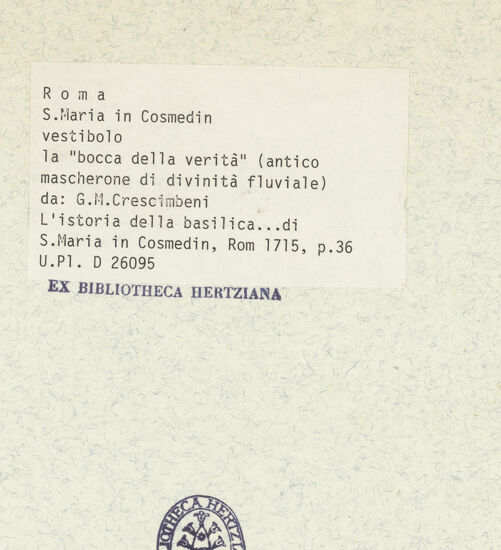 R o m a
S.Maria in Cosmedin
vestibolo
la "bocca della verità" (antico
mascherone di divinità fluviale)
da: G.M.Crescimbeni
L'istoria della basilica...di
S.Maria in Cosmedin, Rom 1715, p.36
U.Pl. D 26095
EX BIBLIOTHECA HERTZIANA